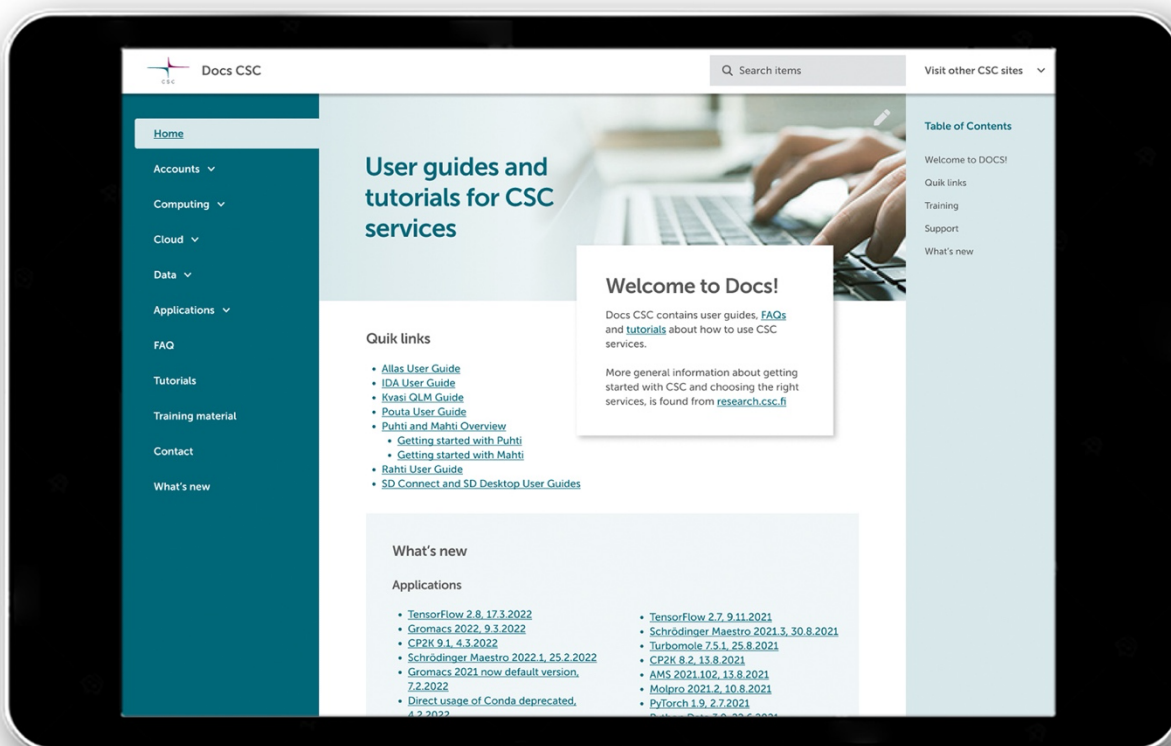 CSC
Docs CSC
Search items
Visit other CSC sites
Home
Accounts
Computing
Cloud
Data
Applications
FAQ
Tutorials
Training material
Contact
What's new
User guides and
tutorials for CSC
services
Welcome to Docs!
Docs CSC contains user guides, FAQs
and tutorials about how to use CSC
services.
More general information about getting
started with CSC and choosing the right
services, is found from research.csc.fi
Quik links
Allas User Guide
IDA User Guide
Kvasi QLM Guide
Pouta User Guide
Puhti and Mahti Overview
Getting started with Puhti
Getting started with Mahti
Rahti User Guide
SD Connect and SD Desktop User Guides
What's new
Applications
TensorFlow 2.8, 17.3.2022
Gromacs 2022, 9.3.2022
CP2K 9.1, 4.3.2022
Schrödinger Maestro 2022.1, 25.2.2022
Gromacs 2021 now default version,
7.2.2022
Direct usage of Conda deprecated,
4.2.2022
TensorFlow 2.7, 9.11.2021
Schrödinger Maestro 2021.3, 30.8.2021
Turbomole 7.5.1, 25.8.2021
CP2K 8.2, 13.8.2021
AMS 2021.102, 13.8.2021
Molpro 2021.2, 10.8.2021
PyTorch 1.9, 2.7.2021
Table of Contents
Welcome to DOCS!
Quik links
Training
Support
What's new